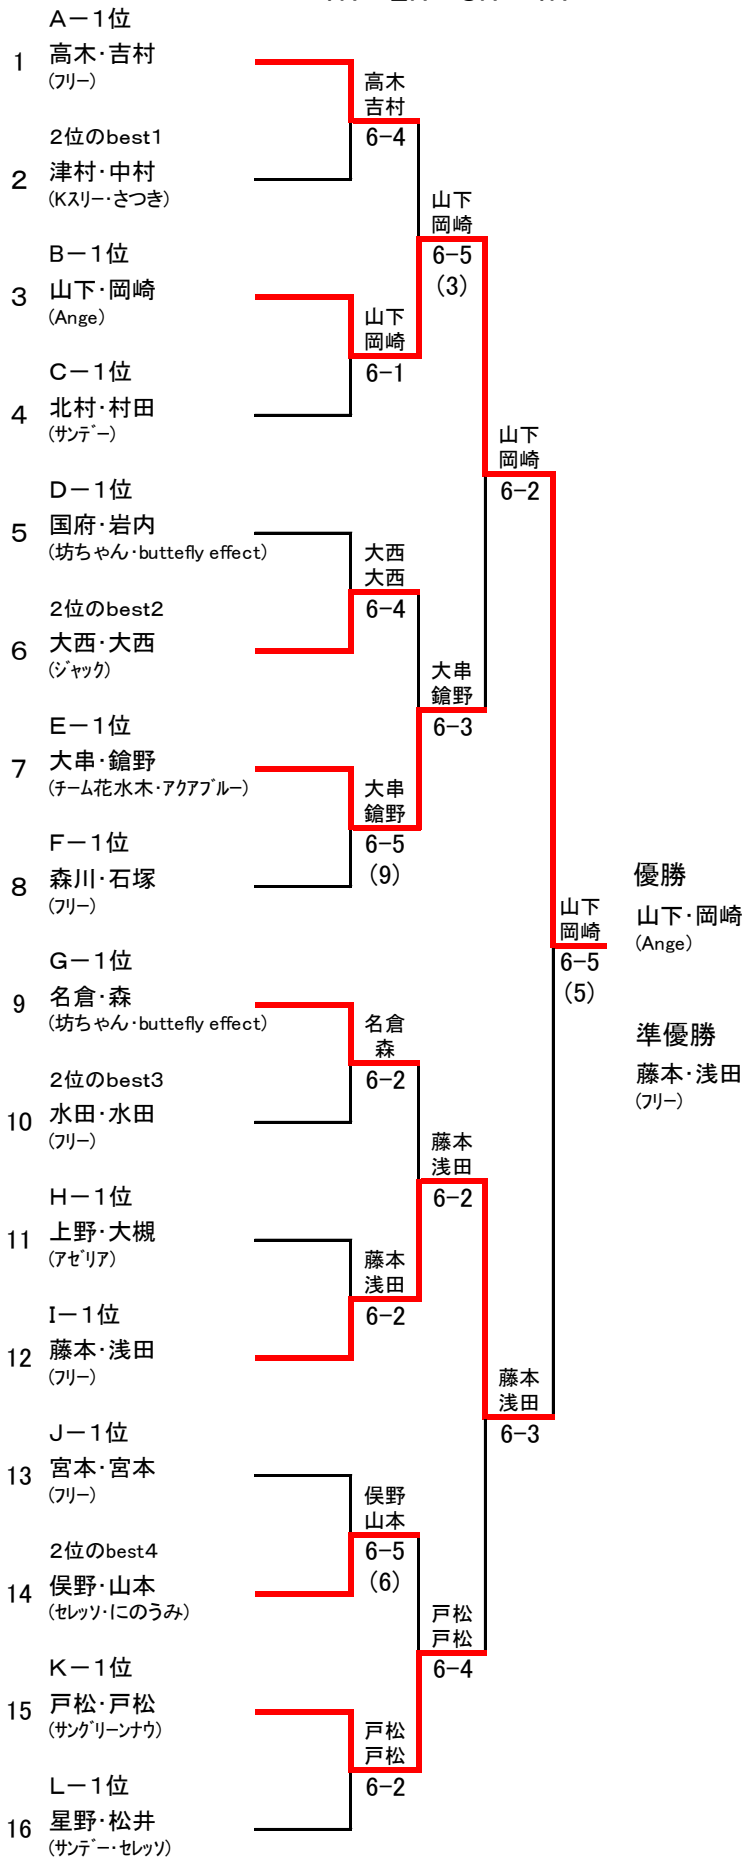 A－1位
1 高木･吉村
(フリー)
2位のbest1
2 津村･中村
(Kスリー･さつき)
B－1位
3 山下･岡崎
(Ange)
C－1位
4 北村･村田
(サンデー)
D－1位
5 国府･岩内
(坊ちゃん･buttefly effect)
2位のbest2
6 大西･大西
(ジャック)
E－1位
7 大串･鎗野
(チーム花水木･アクアブルー)
F－1位
8 森川･石塚
(フリー)
G－1位
9 名倉･森
(坊ちゃん･buttefly effect)
2位のbest3
10 水田･水田
(フリー)
H－1位
11 上野･大槻
(アゼリア)
I－1位
12 藤本･浅田
(フリー)
J－1位
13 宮本･宮本
(フリー)
2位のbest4
14 俣野･山本
(セレッソ･にのうみ)
K－1位
15 戸松･戸松
(サングリーンナウ)
L－1位
16 星野･松井
(サンデー･セレッソ)
高木
吉村
6-4
山下
岡崎
6-1
大西
大西
6-4
大串
鎗野
6-5
(9)
名倉
森
6-2
藤本
浅田
6-2
俣野
山本
6-5
(6)
戸松
戸松
6-2
山下
岡崎
6-5
(3)
大串
鎗野
6-3
藤本
浅田
6-2
戸松
戸松
6-4
山下
岡崎
6-2
藤本
浅田
6-3
山下
岡崎
6-5
(5)
優勝
山下･岡崎
(Ange)
準優勝
藤本･浅田
(フリー)